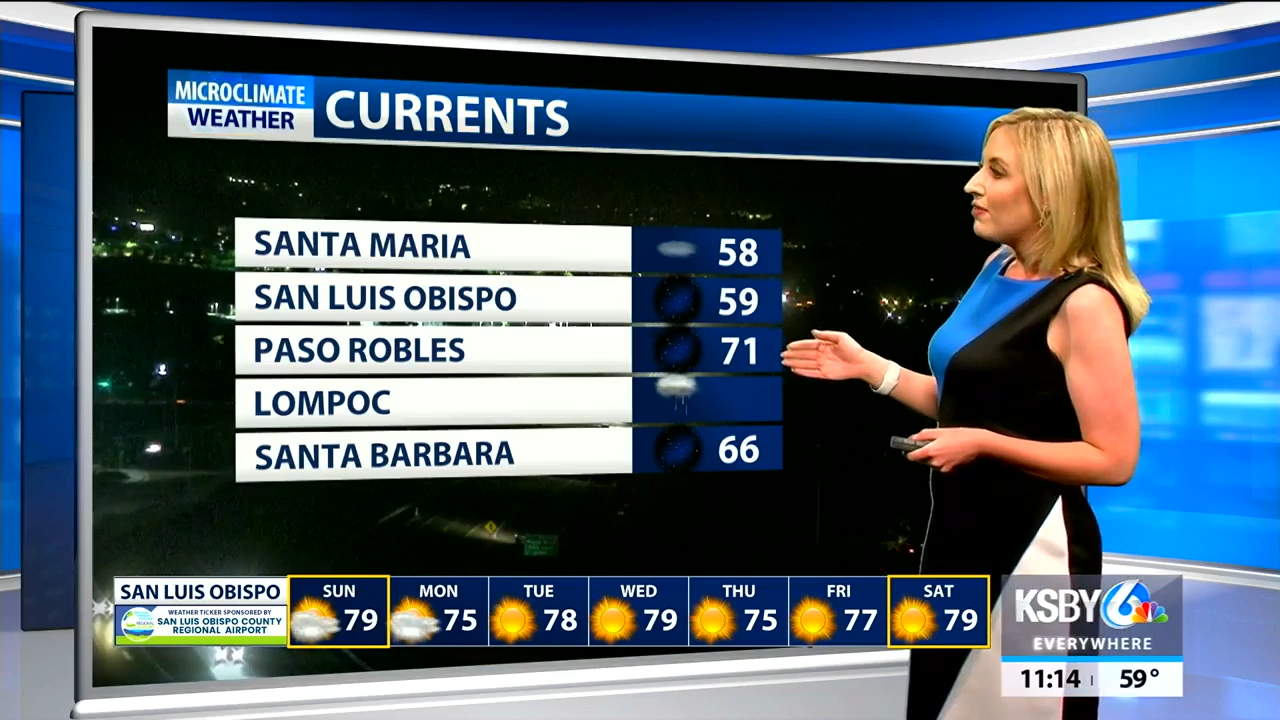 MICROCLIMATE
WEATHER
CURRENTS
SANTA MARIA 58
SAN LUIS OBISPO 59
PASO ROBLES 71
LOMPOC
SANTA BARBARA 66
SAN LUIS OBISPO
WEATHER TICKER SPONSORED BY
SAN LUIS OBISPO COUNTY
REGIONAL AIRPORT
SUN 79
MON 75
TUE 78
WED 79
THU 75
FRI 77
SAT 79
KSBY 6
EVERYWHERE
11:14 59°